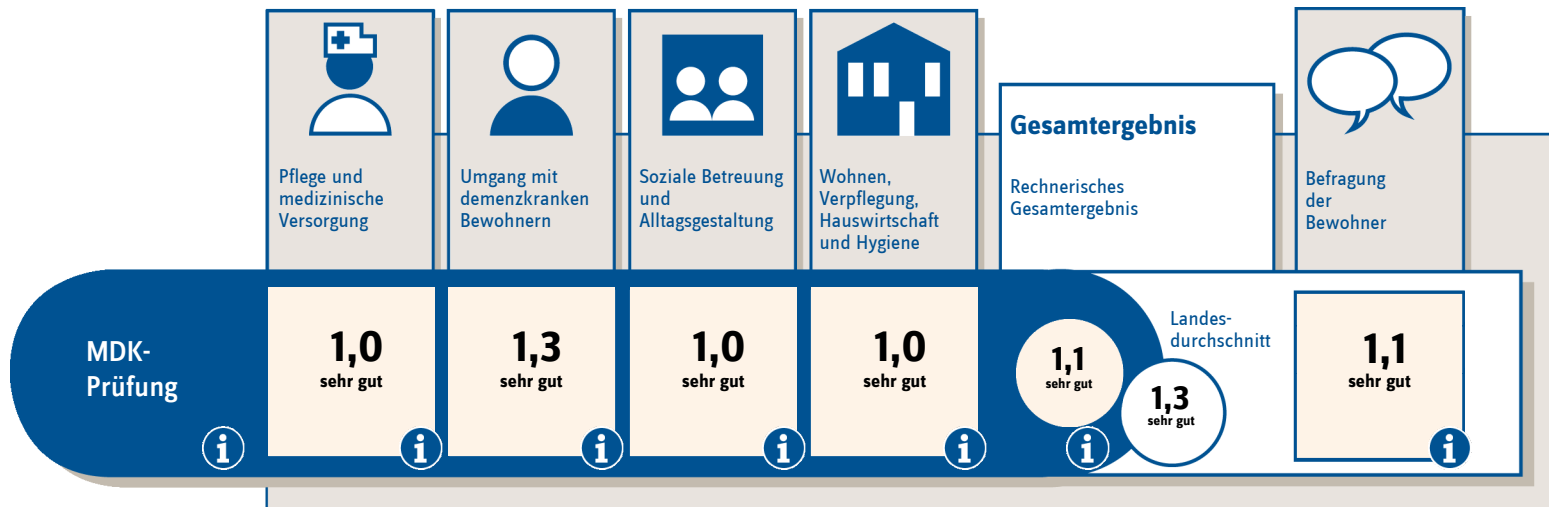 Pflege und
medizinische
Versorgung
Umgang mit
demenzkranken
Bewohnern
Soziale Betreuung
und
Alltagsgestaltung
Wohnen,
Verpflegung,
Hauswirtschaft
und Hygiene
Gesamtergebnis
Rechnerisches
Gesamtergebnis
Befragung
der
Bewohner
MDK-
Prüfung
i
1,0
sehr gut
i
1,3
sehr gut
i
1,0
sehr gut
i
1,0
sehr gut
i
1,1
sehr gut
i
Landes-
durchschnitt
1,3
sehr gut
1,1
sehr gut
i